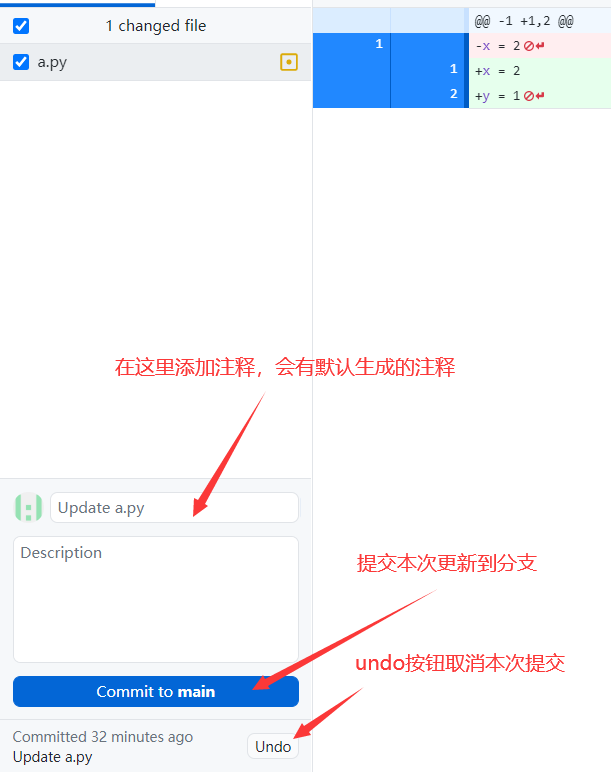 1 changed file
a.py
@@ -1 +1,2 @@
1 -x = 2
1 +x = 2
2 +y = 1
在这里添加注释，会有默认生成的注释
Update a.py
Description
提交本次更新到分支
undo按钮取消本次提交
Commit to main
Committed 32 minutes ago
Update a.py
Undo